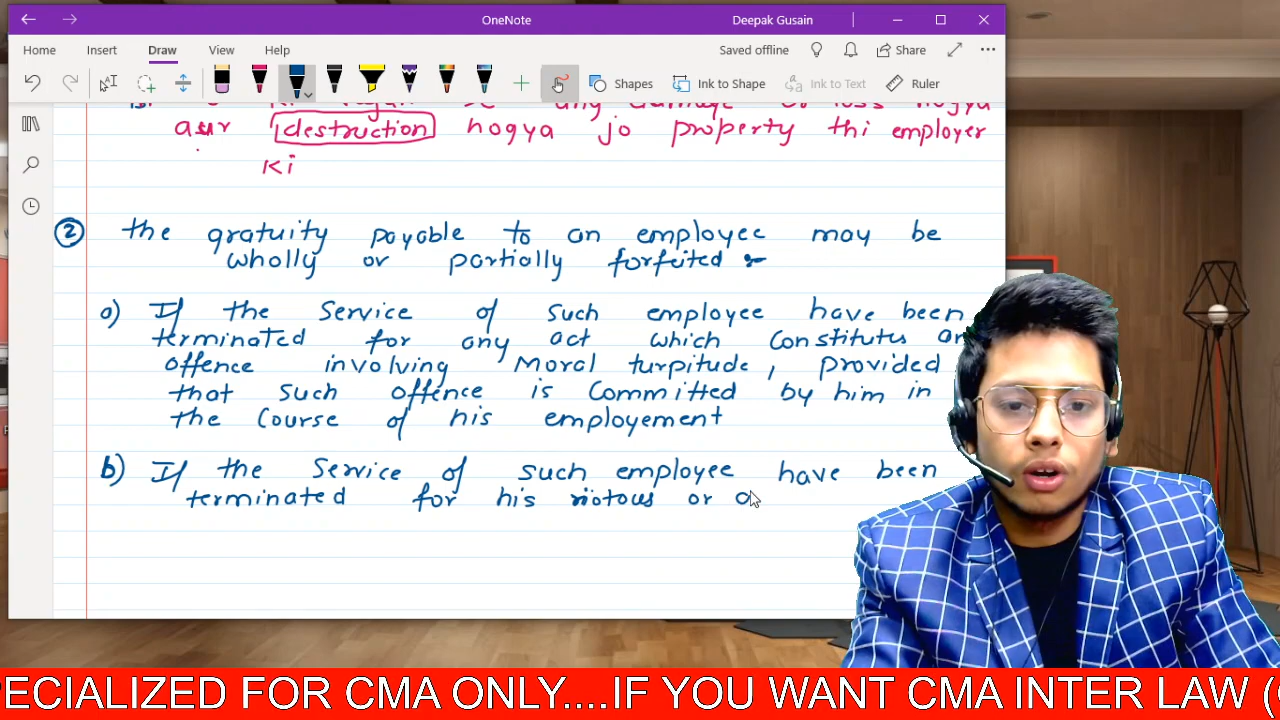 OneNote
Deepak Gusain
Home Insert Draw View Help
Saved offline
Share
Shapes
Ink to Shape
Ink to Text
Ruler
any damage
loss hogya
aur destruction hogya jo property thi employer
ki
2 the gratuity payable to an employee may be
wholly or partially forfeited :-
a) If the Service of such employee have been
terminated for any act which Constitutes an
offence involving Moral turpitude, provided
that such offence is Committed by him in
the Course of his employement
b) If the Service of such employee have been
terminated for his riotous or
PECIALIZED FOR CMA ONLY....IF YOU WANT CMA INTER LAW (